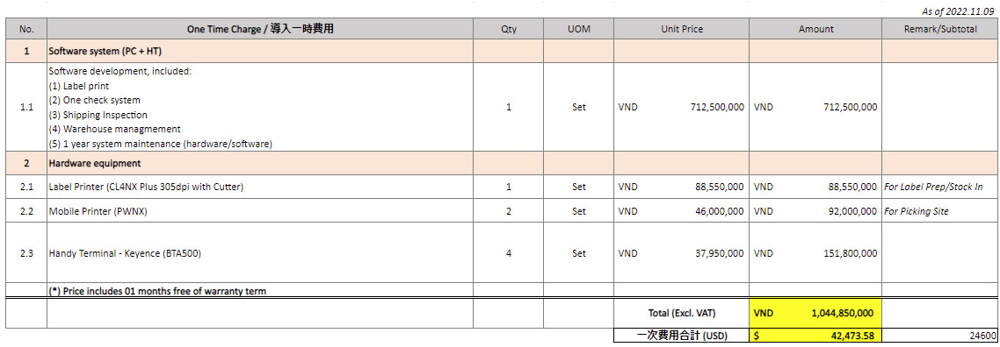 As of 2022.11.09
No. One Time Charge / 導入一時費用 Qty UOM Unit Price Amount Remark/Subtotal
1 Software system (PC + HT)
Software development, included:
(1) Label print
(2) One check system
(3) Shipping Inspection
(4) Warehouse managmement
(5) 1 year system maintenance (hardware/software)
1.1 1 Set VND 712,500,000 VND 712,500,000
2 Hardware equipment
2.1 Label Printer (CL4NX Plus 305dpi with Cutter) 1 Set VND 88,550,000 VND 88,550,000 For Label Prep/Stock In
2.2 Mobile Printer (PWNX) 2 Set VND 46,000,000 VND 92,000,000 For Picking Site
2.3 Handy Terminal - Keyence (BTA500) 4 Set VND 37,950,000 VND 151,800,000
(*) Price includes 01 months free of warranty term
Total (Excl. VAT) VND 1,044,850,000
一次費用合計 (USD) $ 42,473.58 24600